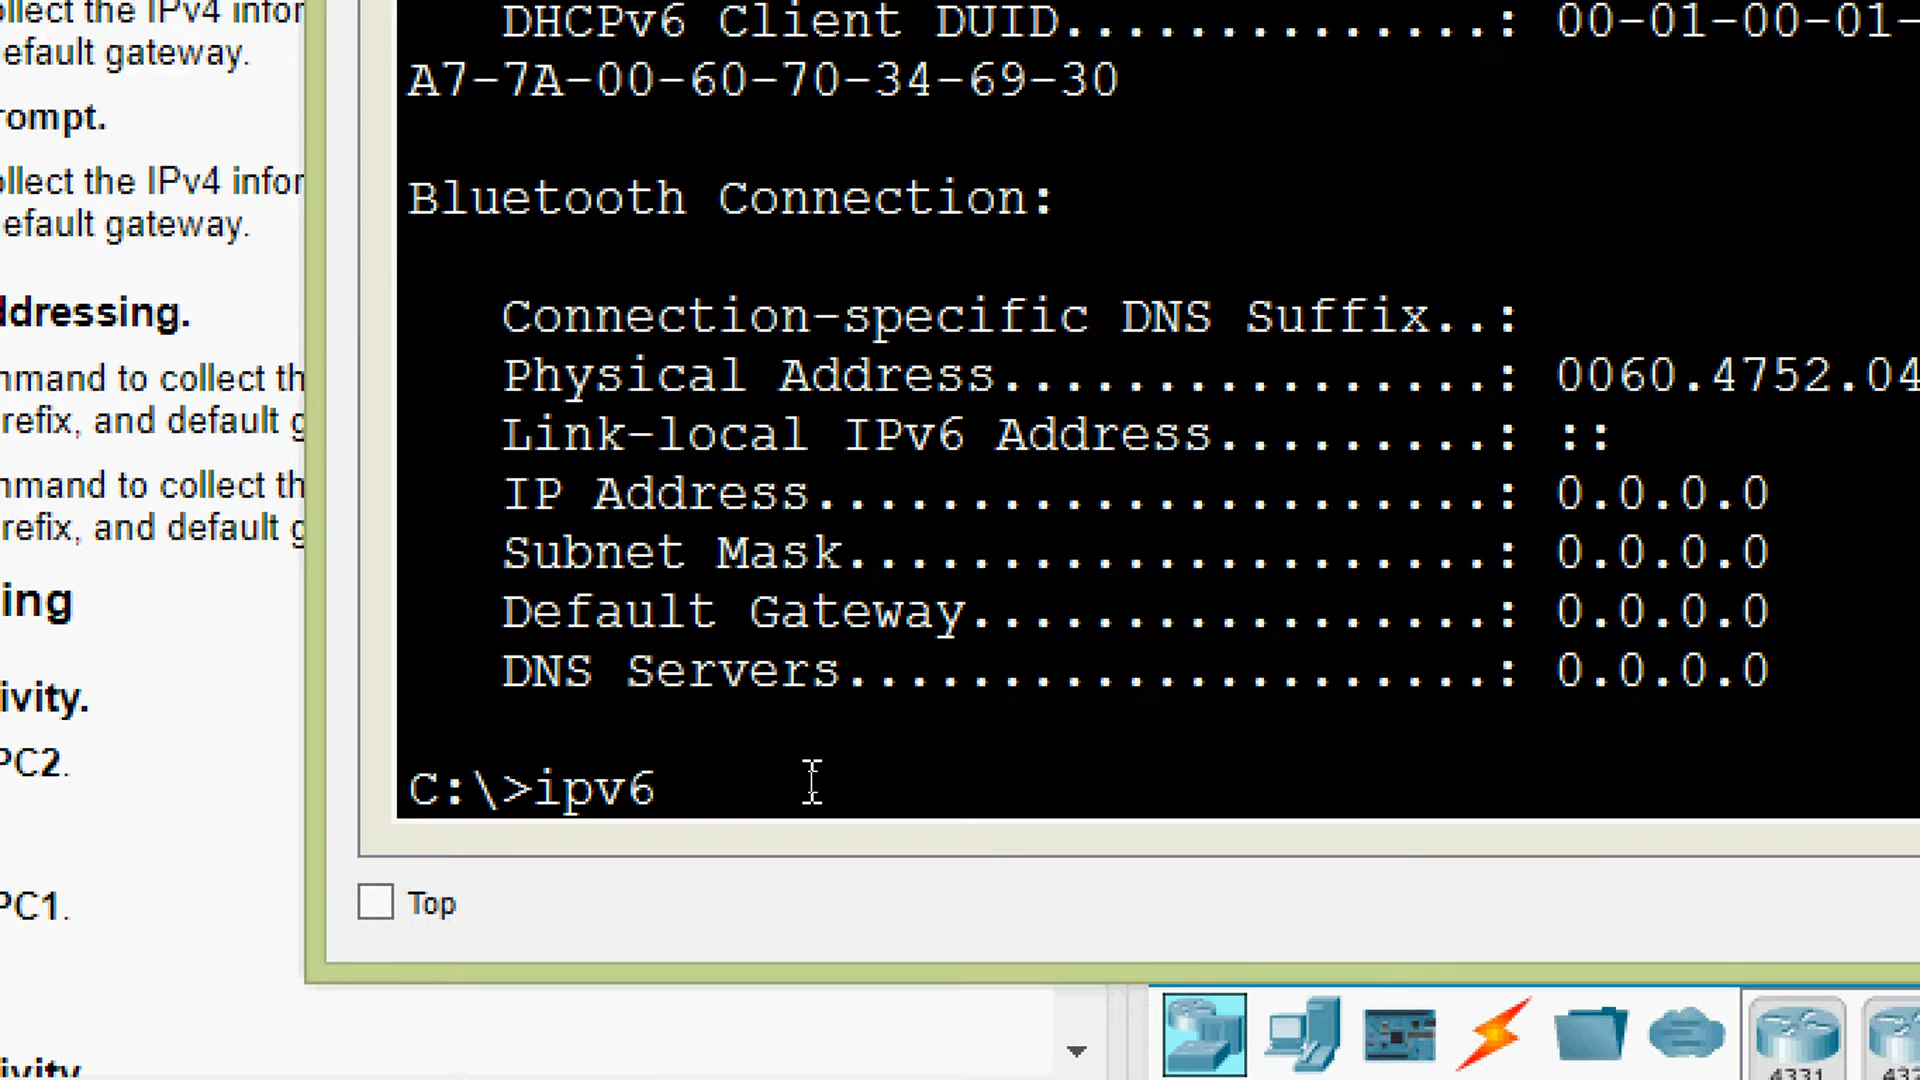 ollect the IPv4 infor
efault gateway.
rompt.
ollect the IPv4 infor
efault gateway.
ddressing.
mmand to collect th
refix, and default g
mmand to collect th
refix, and default g
ing
ivity.
PC2.
PC1.
ivity
DHCPv6 Client DUID..............: 00-01-00-01-
A7-7A-00-60-70-34-69-30
Bluetooth Connection:
Connection-specific DNS Suffix..:
Physical Address................: 0060.4752.04
Link-local IPv6 Address.........: ::
IP Address......................: 0.0.0.0
Subnet Mask.....................: 0.0.0.0
Default Gateway.................: 0.0.0.0
DNS Servers.....................: 0.0.0.0
C:\>ipv6
Top
4331